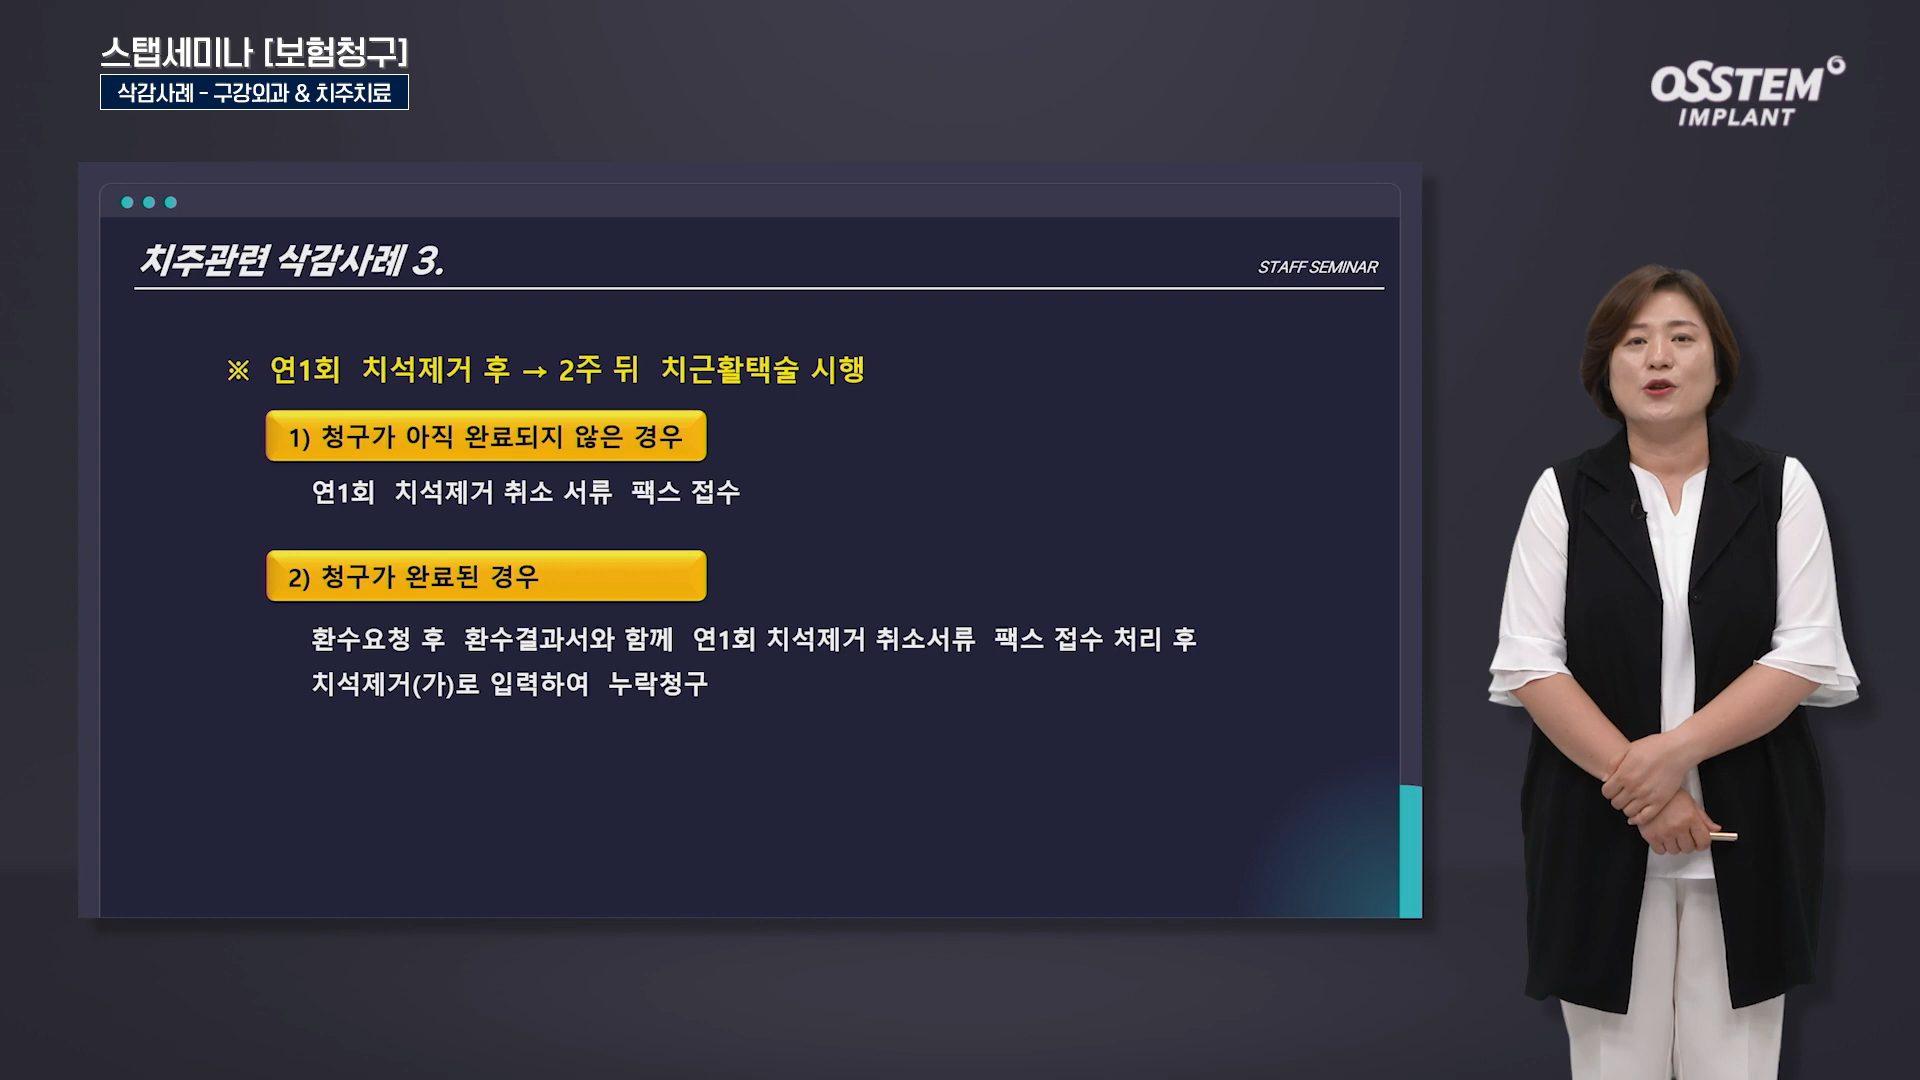 스탭세미나 [보험청구]
삭감사례 - 구강외과 & 치주치료
OSSTEM
IMPLANT
치주관련 삭감사례 3.
STAFF SEMINAR
※ 연1회 치석제거 후 → 2주 뒤 치근활택술 시행
1) 청구가 아직 완료되지 않은 경우
연1회 치석제거 취소 서류 팩스 접수
2) 청구가 완료된 경우
환수요청 후 환수결과서와 함께 연1회 치석제거 취소서류 팩스 접수 처리 후
치석제거(가)로 입력하여 누락청구